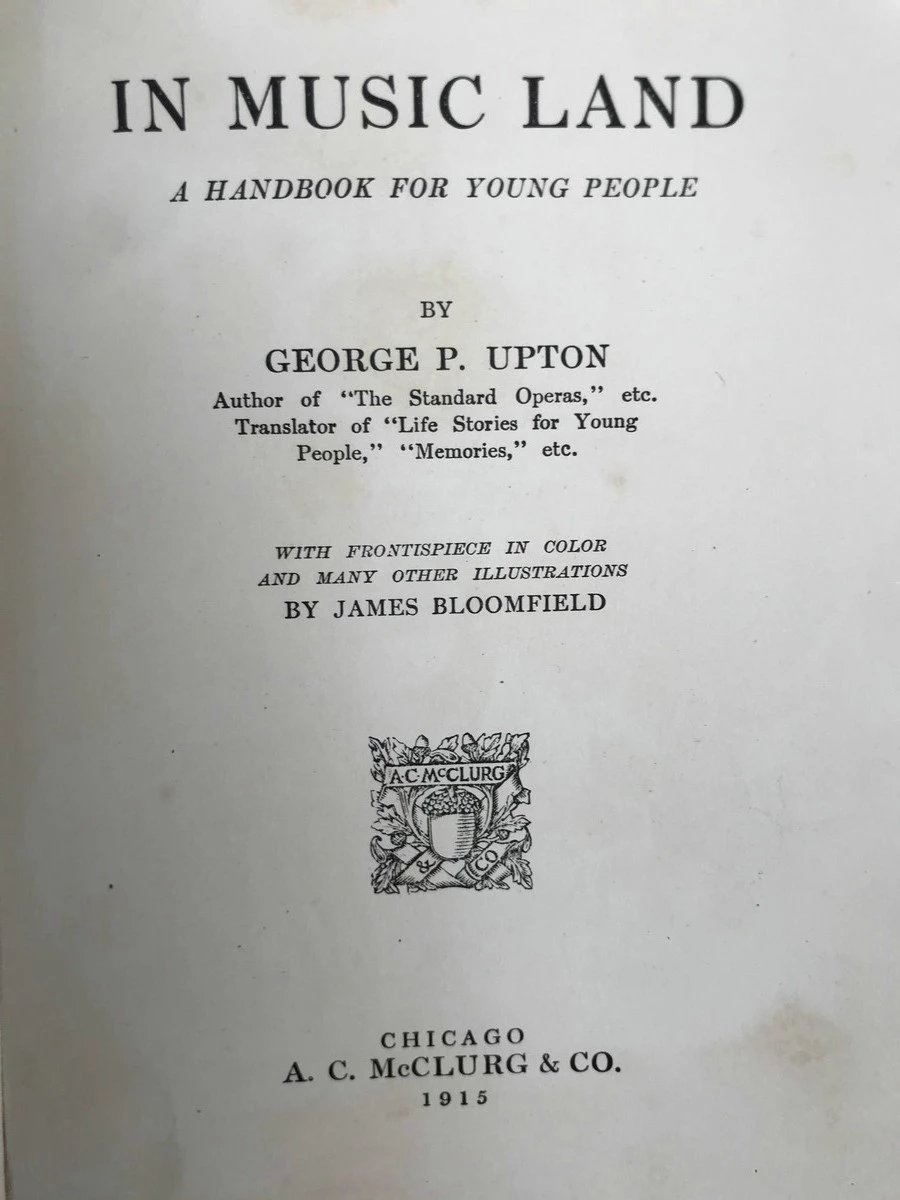 IN MUSIC LAND
A HANDBOOK FOR YOUNG PEOPLE
BY
GEORGE P. UPTON
Author of “The Standard Operas,” etc.
Translator of “Life Stories for Young
People,” “Memories,” etc.
WITH FRONTISPIECE IN COLOR
AND MANY OTHER ILLUSTRATIONS
BY JAMES BLOOMFIELD
A·C·McCLURG
& CO
CHICAGO
A. C. McCLURG & CO.
1915